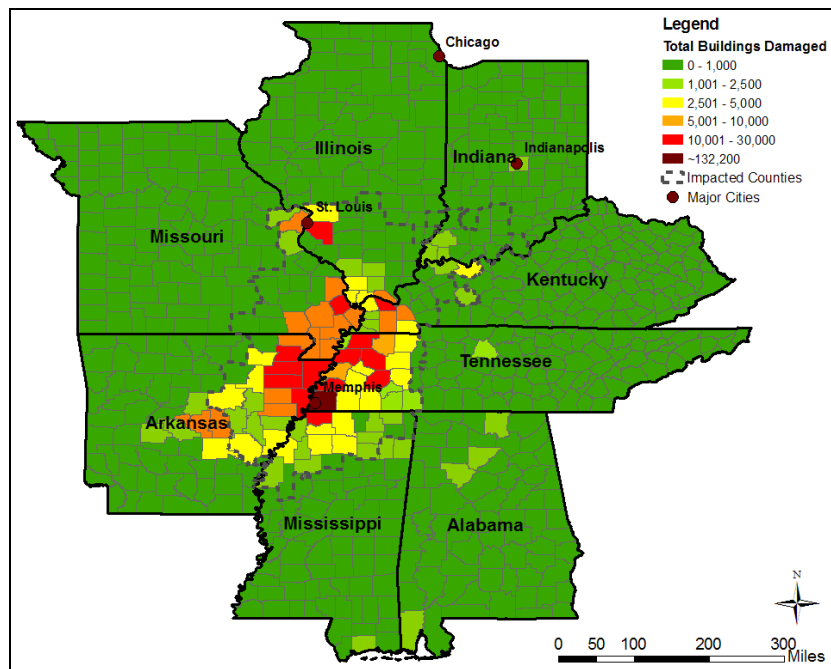 Legend
Total Buildings Damaged
0 - 1,000
1,001 - 2,500
2,501 - 5,000
5,001 - 10,000
10,001 - 30,000
~132,200
Impacted Counties
Major Cities
Chicago
Illinois
Indiana
Indianapolis
St. Louis
Missouri
Kentucky
Tennessee
Memphis
Arkansas
Mississippi
Alabama
N
0 50 100 200 300
Miles